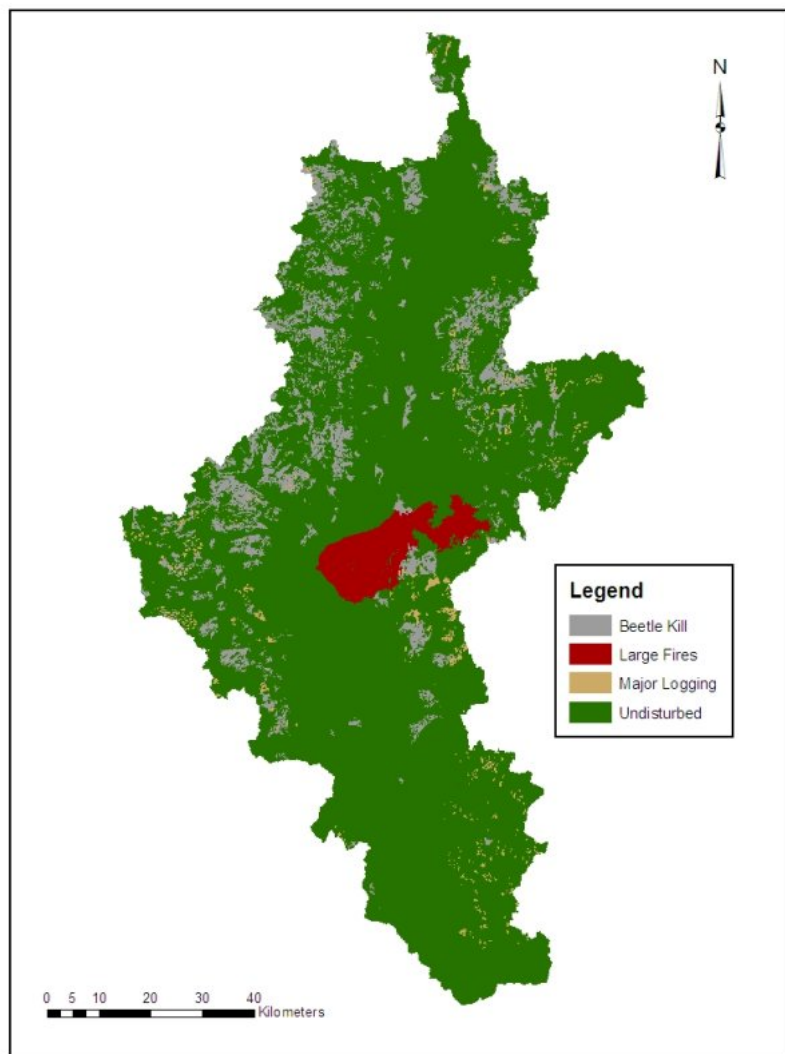 N
Legend
Beetle Kill
Large Fires
Major Logging
Undisturbed
0 5 10 20 30 40
Kilometers